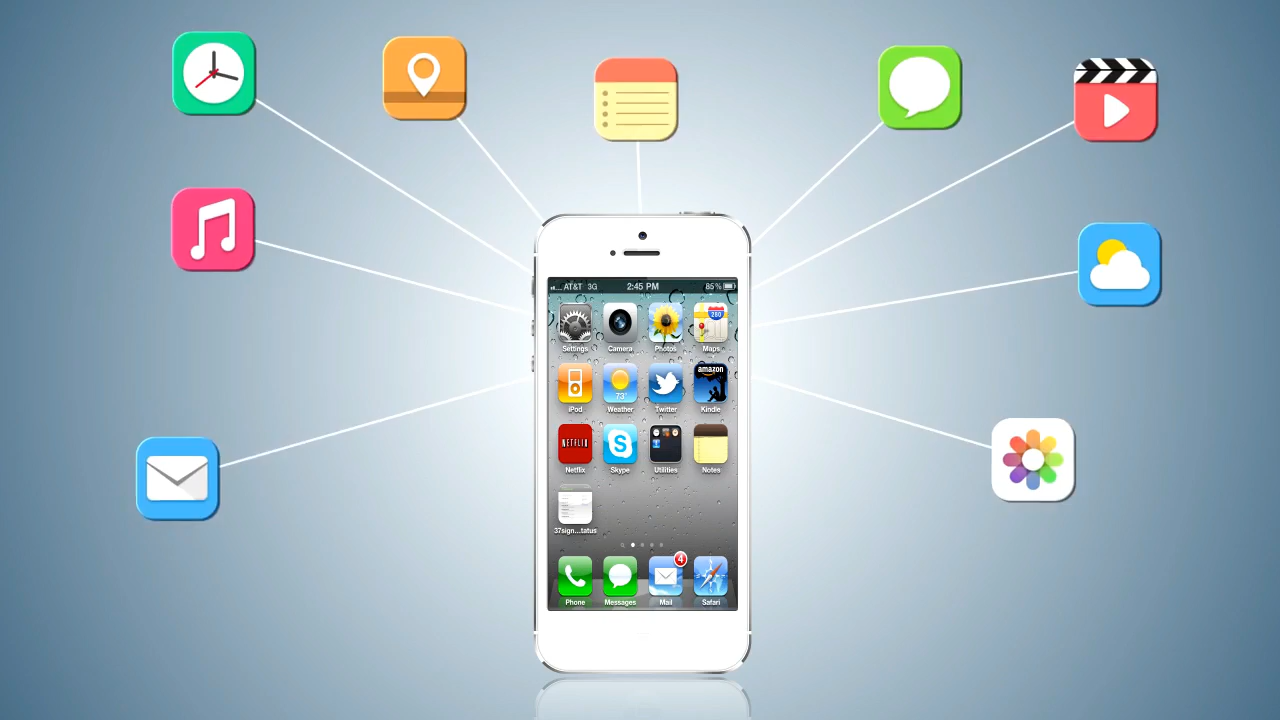 AT&T 3G 2:45 PM 85%
280
Settings Camera Photos Maps
73°
amazon
iPod Weather Twitter Kindle
NETFLIX
S
Netflix Skype Utilities Notes
37sign...tatus
4
Phone Messages Mail Safari